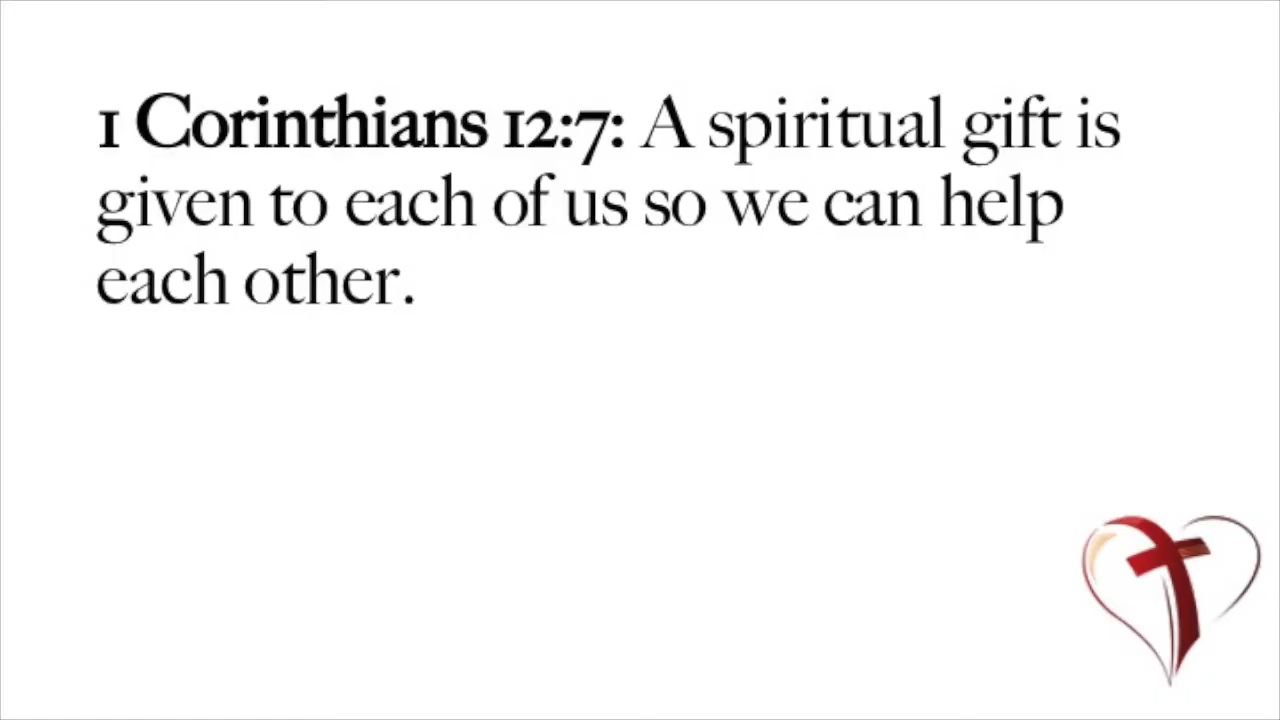 1 Corinthians 12:7: A spiritual gift is
given to each of us so we can help
each other.